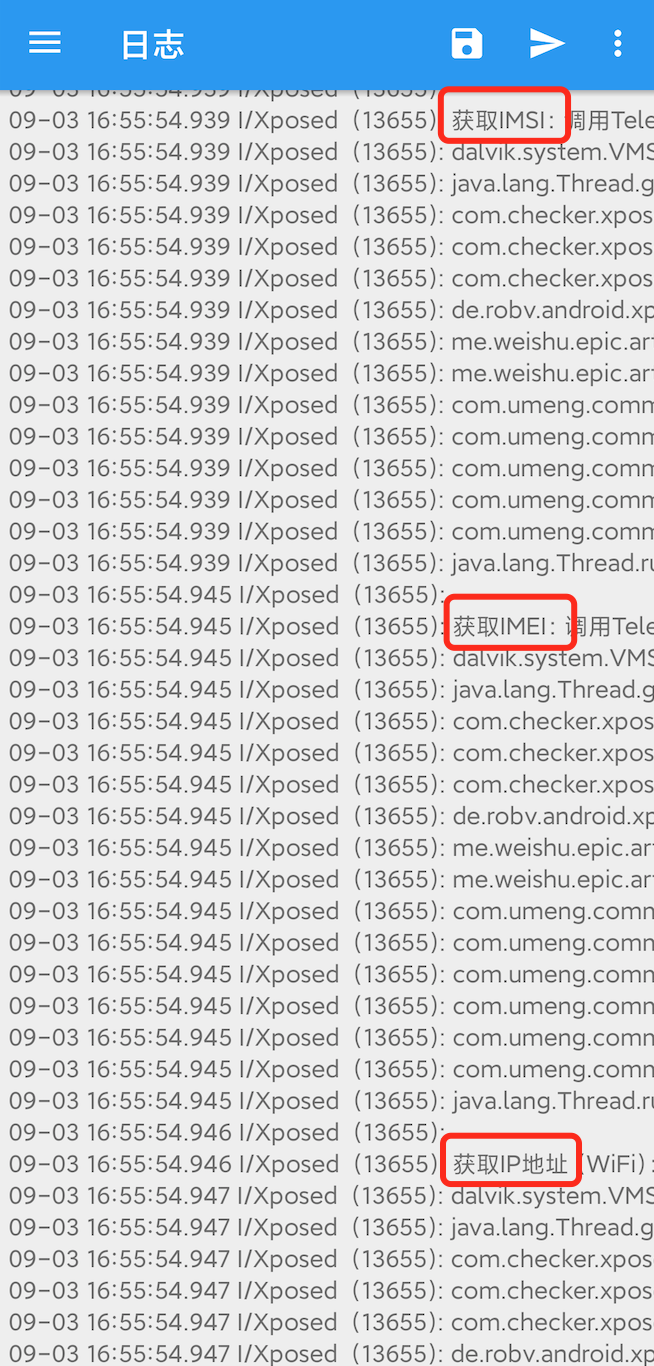 日志
09-03 16:55:54.939 I/Xposed (13655):
09-03 16:55:54.939 I/Xposed (13655): 获取IMSI: 调用Tele
09-03 16:55:54.939 I/Xposed (13655): dalvik.system.VMS
09-03 16:55:54.939 I/Xposed (13655): java.lang.Thread.g
09-03 16:55:54.939 I/Xposed (13655): com.checker.xpos
09-03 16:55:54.939 I/Xposed (13655): com.checker.xpos
09-03 16:55:54.939 I/Xposed (13655): com.checker.xpos
09-03 16:55:54.939 I/Xposed (13655): de.robv.android.xp
09-03 16:55:54.939 I/Xposed (13655): me.weishu.epic.ar
09-03 16:55:54.939 I/Xposed (13655): me.weishu.epic.ar
09-03 16:55:54.939 I/Xposed (13655): com.umeng.comm
09-03 16:55:54.939 I/Xposed (13655): com.umeng.comm
09-03 16:55:54.939 I/Xposed (13655): com.umeng.comm
09-03 16:55:54.939 I/Xposed (13655): com.umeng.comm
09-03 16:55:54.939 I/Xposed (13655): com.umeng.comm
09-03 16:55:54.939 I/Xposed (13655): java.lang.Thread.ru
09-03 16:55:54.945 I/Xposed (13655):
09-03 16:55:54.945 I/Xposed (13655): 获取IMEI: 调用Tele
09-03 16:55:54.945 I/Xposed (13655): dalvik.system.VMS
09-03 16:55:54.945 I/Xposed (13655): java.lang.Thread.g
09-03 16:55:54.945 I/Xposed (13655): com.checker.xpos
09-03 16:55:54.945 I/Xposed (13655): com.checker.xpos
09-03 16:55:54.945 I/Xposed (13655): com.checker.xpos
09-03 16:55:54.945 I/Xposed (13655): de.robv.android.xp
09-03 16:55:54.945 I/Xposed (13655): me.weishu.epic.ar
09-03 16:55:54.945 I/Xposed (13655): me.weishu.epic.ar
09-03 16:55:54.945 I/Xposed (13655): com.umeng.comm
09-03 16:55:54.945 I/Xposed (13655): com.umeng.comm
09-03 16:55:54.945 I/Xposed (13655): com.umeng.comm
09-03 16:55:54.945 I/Xposed (13655): com.umeng.comm
09-03 16:55:54.945 I/Xposed (13655): com.umeng.comm
09-03 16:55:54.945 I/Xposed (13655): com.umeng.comm
09-03 16:55:54.945 I/Xposed (13655): java.lang.Thread.ru
09-03 16:55:54.946 I/Xposed (13655):
09-03 16:55:54.946 I/Xposed (13655) 获取IP地址 (WiFi):
09-03 16:55:54.947 I/Xposed (13655): dalvik.system.VMS
09-03 16:55:54.947 I/Xposed (13655): java.lang.Thread.g
09-03 16:55:54.947 I/Xposed (13655): com.checker.xpos
09-03 16:55:54.947 I/Xposed (13655): com.checker.xpos
09-03 16:55:54.947 I/Xposed (13655): com.checker.xpos
09-03 16:55:54.947 I/Xposed (13655): de.robv.android.xp